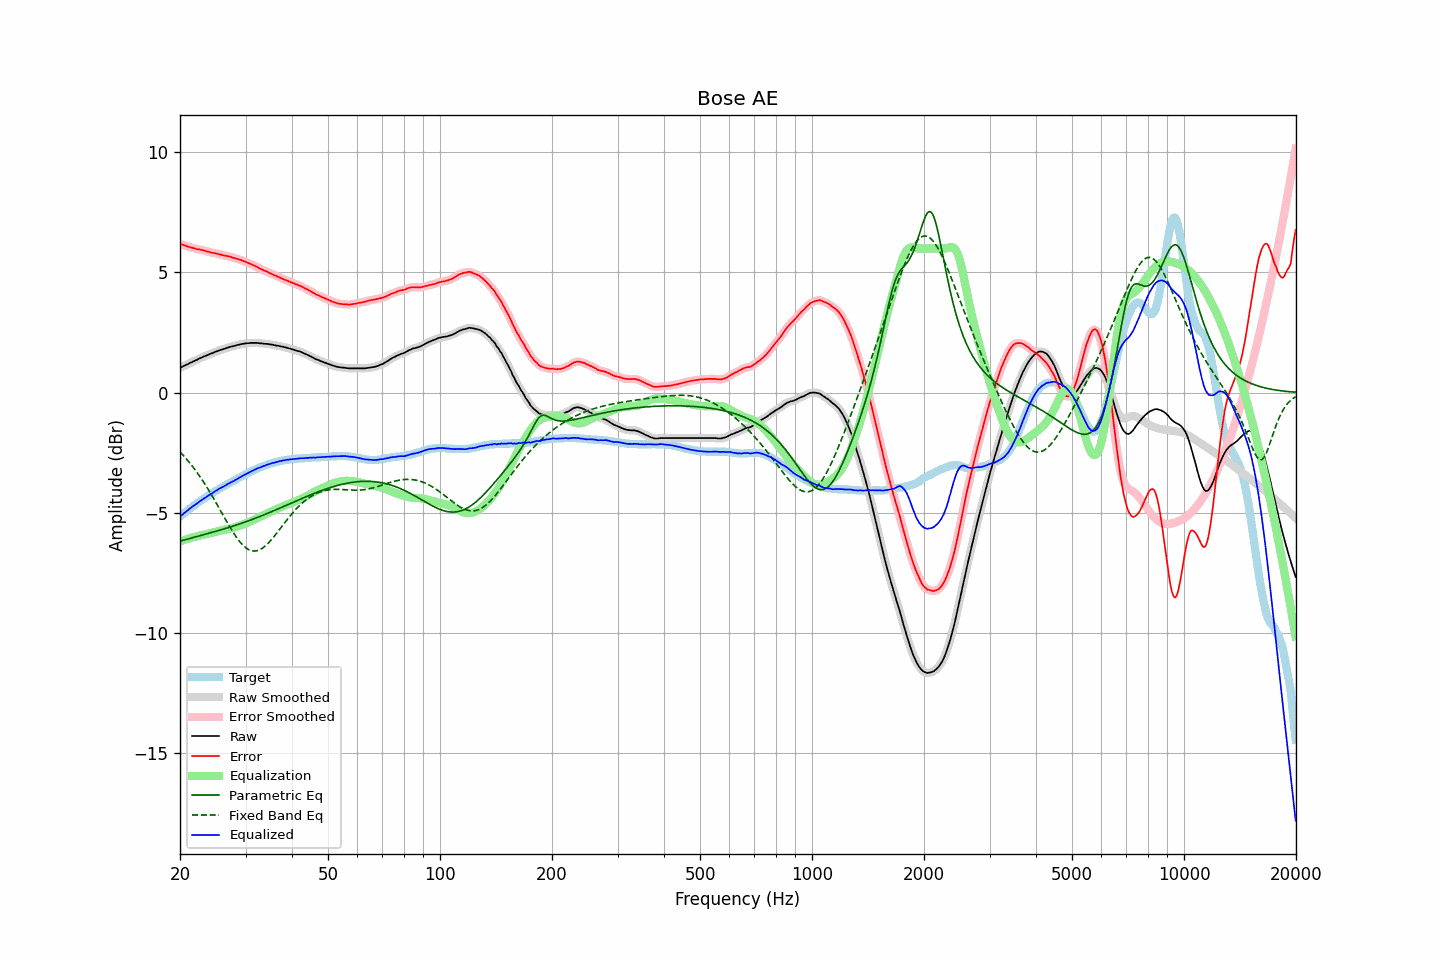 Bose AE
Amplitude (dBr)
10
5
0
−5
−10
−15
Target
Raw Smoothed
Error Smoothed
Raw
Error
Equalization
Parametric Eq
Fixed Band Eq
Equalized
20 50 100 200 500 1000 2000 5000 10000 20000
Frequency (Hz)